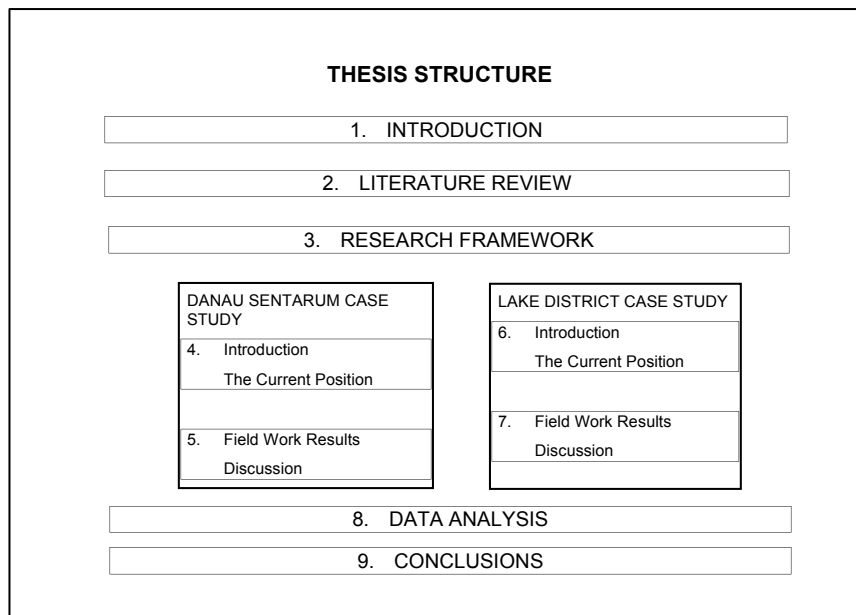 THESIS STRUCTURE
1. INTRODUCTION
2. LITERATURE REVIEW
3. RESEARCH FRAMEWORK
DANAU SENTARUM CASE
STUDY
4. Introduction
The Current Position
5. Field Work Results
Discussion
LAKE DISTRICT CASE STUDY
6. Introduction
The Current Position
7. Field Work Results
Discussion
8. DATA ANALYSIS
9. CONCLUSIONS